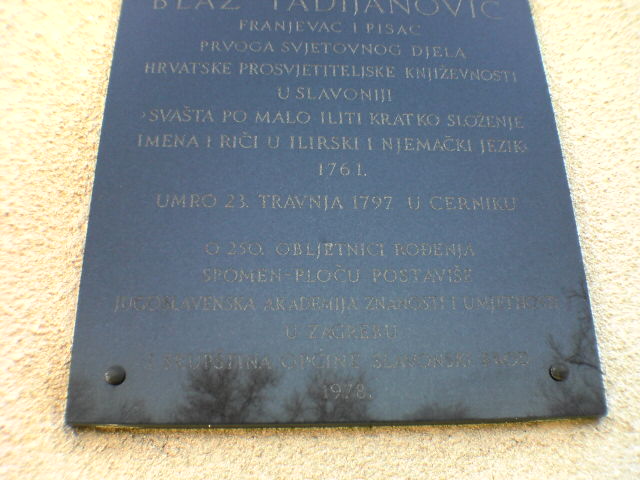 BLAŽ TADIJANOVIĆ
FRANJEVAC I PISAC
PRVOGA SVJETOVNOG DJELA
HRVATSKE PROSVJETITELJSKE KNJIŽEVNOSTI
U SLAVONIJI
›SVAŠTA PO MALO ILITI KRATKO SLOŽENJE
IMENA I RIČI U ILIRSKI I NJEMAČKI JEZIK‹
1761.
UMRO 23. TRAVNJA 1797. U CERNIKU
O 250. OBLJETNICI ROĐENJA
SPOMEN-PLOČU POSTAVIŠE
JUGOSLAVENSKA AKADEMIJA ZNANOSTI I UMJETNOSTI
U ZAGREBU
I SKUPŠTINA OPĆINE SLAVONSKI BROD
1978.